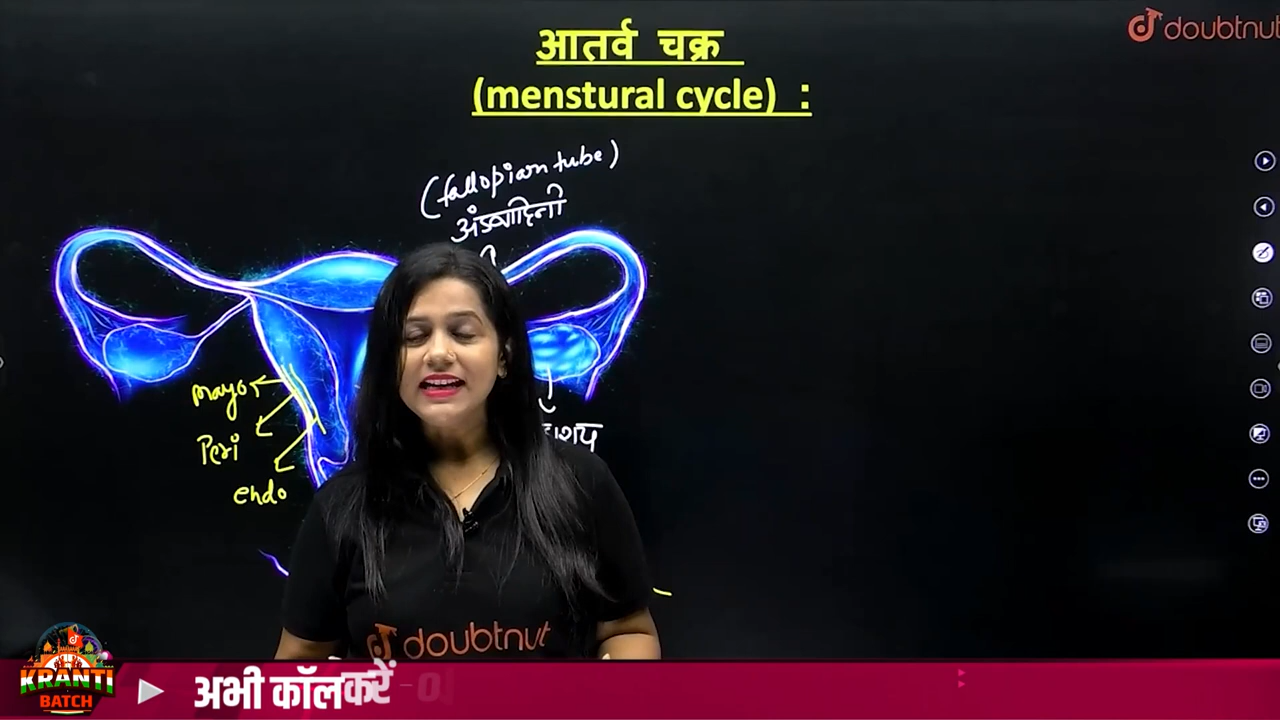 doubtnut
आतर्व चक्र
(menstural cycle) :
(fallopian tube)
अंडवाहिनी
mayo
Peri
endo
doubtnut
KRANTI
BATCH
अभी कॉल करें -